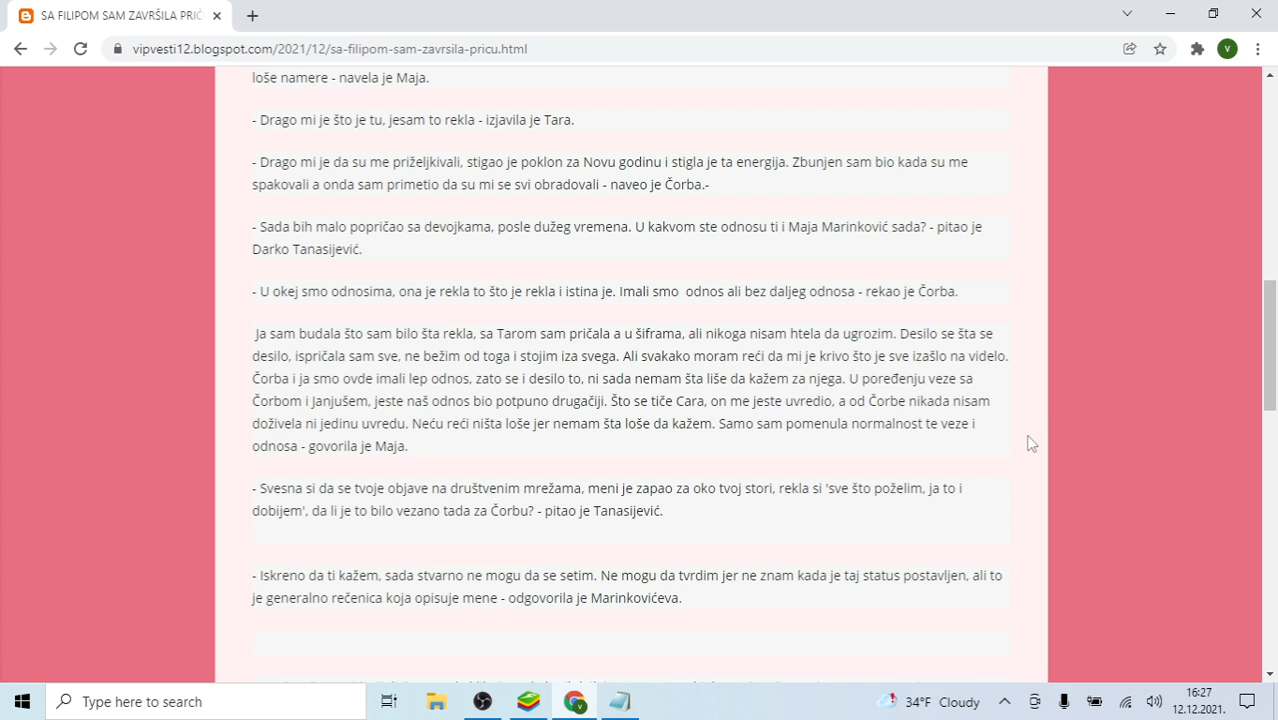 SA FILIPOM SAM ZAVRŠILA PRIČ
vipvesti12.blogspot.com/2021/12/sa-filipom-sam-zavrsila-pricu.html
V
loše namere - navela je Maja.
- Drago mi je što je tu, jesam to rekla - izjavila je Tara.
- Drago mi je da su me priželjkivali, stigao je poklon za Novu godinu i stigla je ta energija. Zbunjen sam bio kada su me
spakovali a onda sam primetio da su mi se svi obradovali - naveo je Čorba.-
- Sada bih malo popričao sa devojkama, posle dužeg vremena. U kakvom ste odnosu ti i Maja Marinković sada? - pitao je
Darko Tanasijević.
- U okej smo odnosima, ona je rekla to što je rekla i istina je. Imali smo  odnos ali bez daljeg odnosa - rekao je Čorba.
Ja sam budala što sam bilo šta rekla, sa Tarom sam pričala a u šiframa, ali nikoga nisam htela da ugrozim. Desilo se šta se
desilo, ispričala sam sve, ne bežim od toga i stojim iza svega. Ali svakako moram reći da mi je krivo što je sve izašlo na videlo.
Čorba i ja smo ovde imali lep odnos, zato se i desilo to, ni sada nemam šta liše da kažem za njega. U poređenju veze sa
Čorbom i Janjušem, jeste naš odnos bio potpuno drugačiji. Što se tiče Cara, on me jeste uvredio, a od Čorbe nikada nisam
doživela ni jedinu uvredu. Neću reći ništa loše jer nemam šta loše da kažem. Samo sam pomenula normalnost te veze i
odnosa - govorila je Maja.
- Svesna si da se tvoje objave na društvenim mrežama, meni je zapao za oko tvoj stori, rekla si 'sve što poželim, ja to i
dobijem', da li je to bilo vezano tada za Čorbu? - pitao je Tanasijević.
- Iskreno da ti kažem, sada stvarno ne mogu da se setim. Ne mogu da tvrdim jer ne znam kada je taj status postavljen, ali to
je generalno rečenica koja opisuje mene - odgovorila je Marinkovićeva.
Type here to search
34°F Cloudy
16:27
12.12.2021.